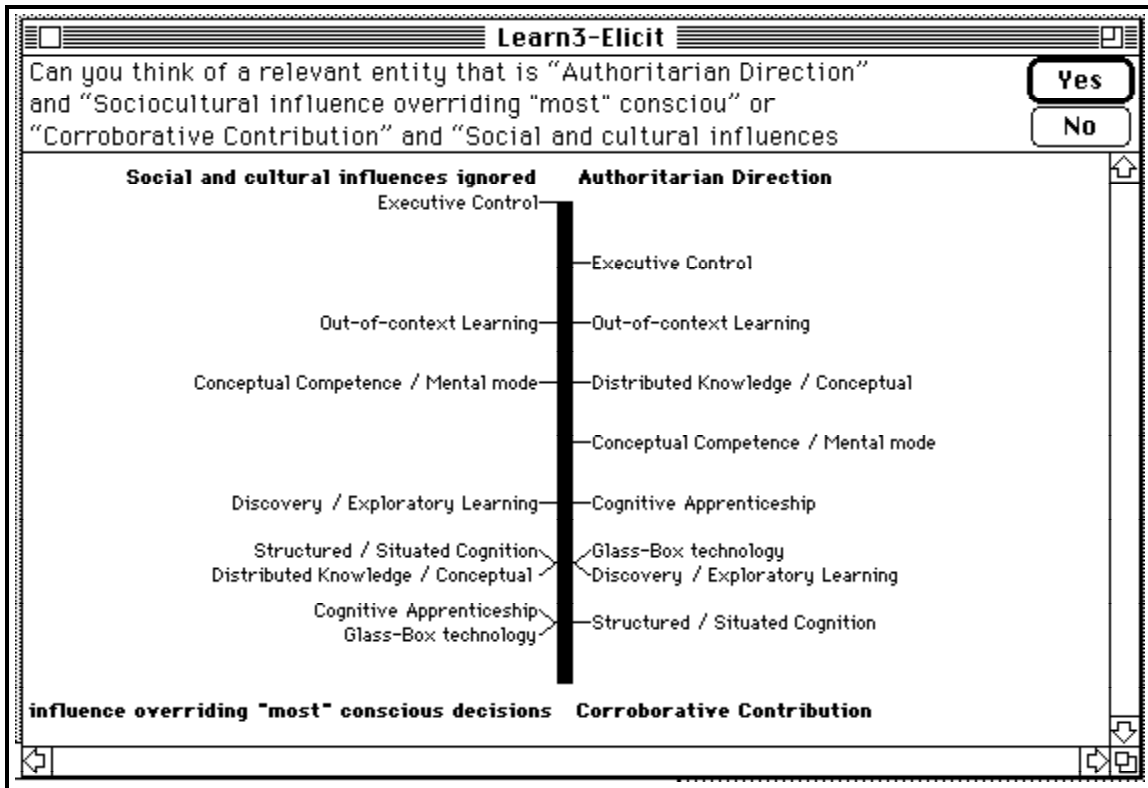 Learn3-Elicit
Can you think of a relevant entity that is “Authoritarian Direction”
and “Sociocultural influence overriding "most" consciou” or
“Corroborative Contribution” and “Social and cultural influences
Yes
No
Social and cultural influences ignored Authoritarian Direction
Executive Control
Executive Control
Out-of-context Learning Out-of-context Learning
Conceptual Competence / Mental mode Distributed Knowledge / Conceptual
Conceptual Competence / Mental mode
Discovery / Exploratory Learning Cognitive Apprenticeship
Structured / Situated Cognition Glass-Box technology
Distributed Knowledge / Conceptual Discovery / Exploratory Learning
Cognitive Apprenticeship
Structured / Situated Cognition
Glass-Box technology
influence overriding "most" conscious decisions Corroborative Contribution